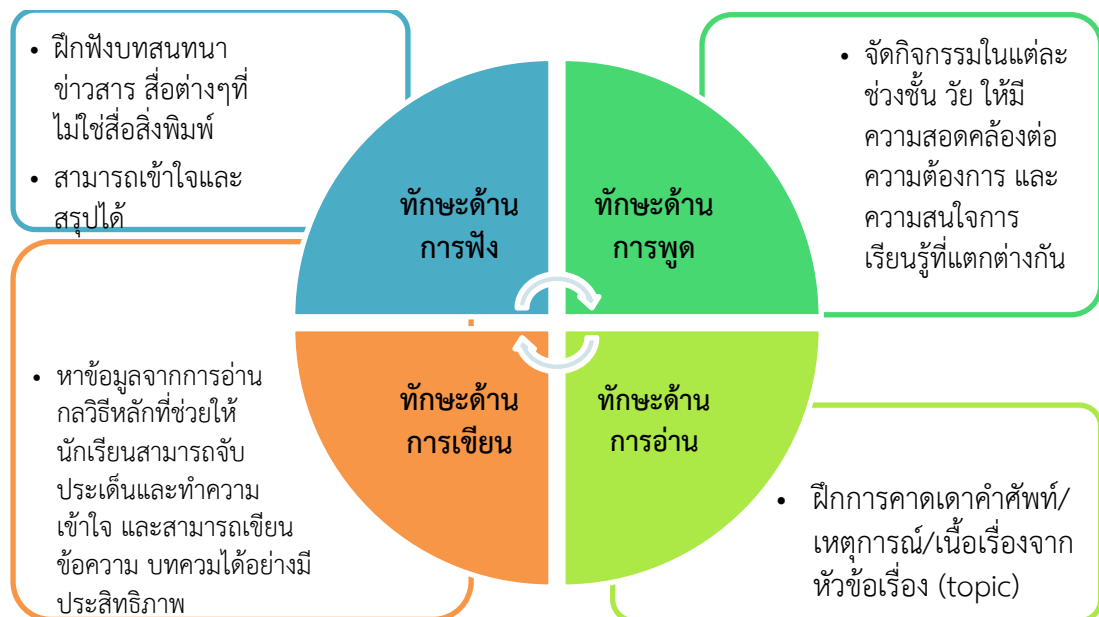 • ฝึกฟังบทสนทนา
ข่าวสาร สื่อต่างๆที่
ไม่ใช่สื่อสิ่งพิมพ์
• สามารถเข้าใจและ
สรุปได้
ทักษะด้าน
การฟัง
ทักษะด้าน
การพูด
• จัดกิจกรรมในแต่ละ
ช่วงชั้น วัย ให้มี
ความสอดคล้องต่อ
ความต้องการ และ
ความสนใจการ
เรียนรู้ที่แตกต่างกัน
• หาข้อมูลจากการอ่าน
กลวิธีหลักที่ช่วยให้
นักเรียนสามารถจับ
ประเด็นและทำความ
เข้าใจ และสามารถเขียน
ข้อความ บทควมได้อย่างมี
ประสิทธิภาพ
ทักษะด้าน
การเขียน
ทักษะด้าน
การอ่าน
• ฝึกการคาดเดาคำศัพท์/
เหตุการณ์/เนื้อเรื่องจาก
หัวข้อเรื่อง (topic)